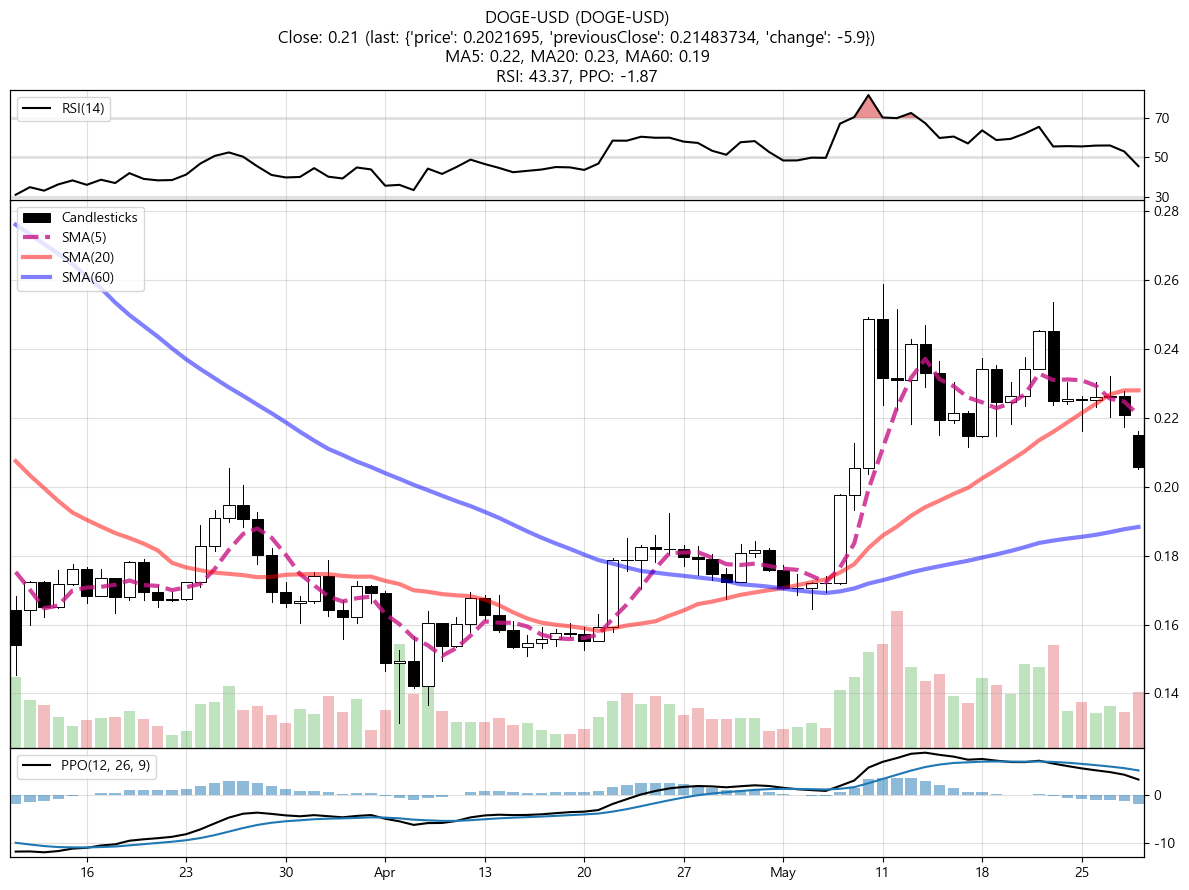 DOGE-USD (DOGE-USD)
Close: 0.21 (last: {'price': 0.2021695, 'previousClose': 0.21483734, 'change': -5.9})
MA5: 0.22, MA20: 0.23, MA60: 0.19
RSI: 43.37, PPO: -1.87
RSI(14)
70
50
30
Candlesticks
SMA(5)
SMA(20)
SMA(60)
0.28
0.26
0.24
0.22
0.20
0.18
0.16
0.14
PPO(12, 26, 9)
0
-10
16 23 30 Apr 13 20 27 May 11 18 25